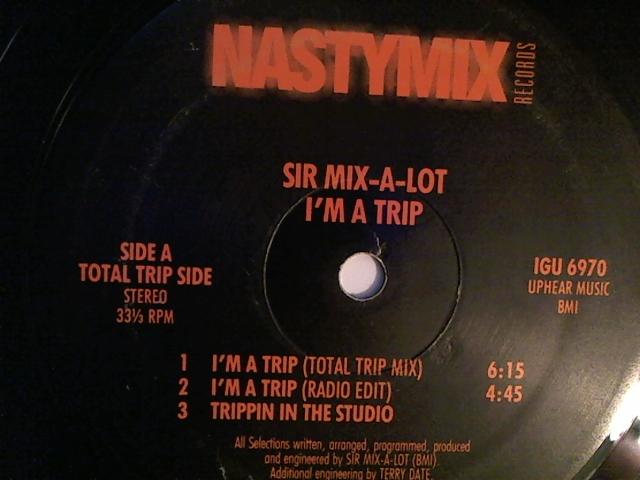 NASTYMIX
RECORDS
SIR MIX-A-LOT
I'M A TRIP
SIDE A
TOTAL TRIP SIDE
STEREO
33⅓ RPM
IGU 6970
UPHEAR MUSIC
BMI
1 I'M A TRIP (TOTAL TRIP MIX) 6:15
2 I'M A TRIP (RADIO EDIT) 4:45
3 TRIPPIN IN THE STUDIO
All Selections written, arranged, programmed, produced
and engineered by SIR MIX-A-LOT (BMI)
Additional engineering by TERRY DATE.